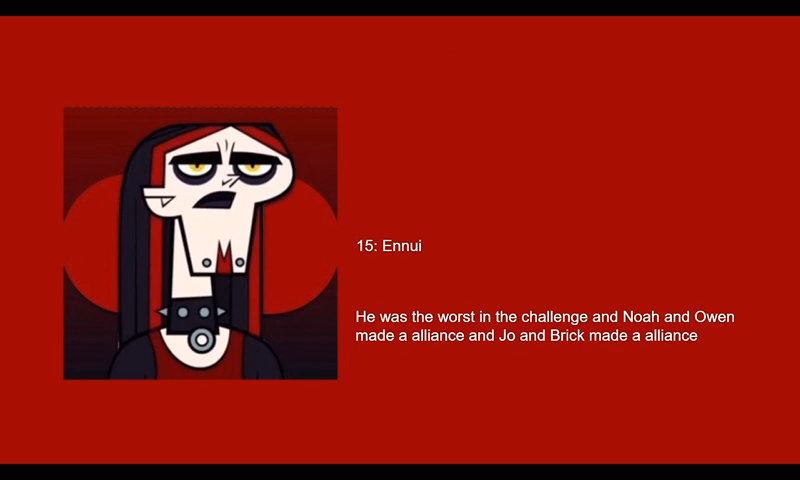 15: Ennui
He was the worst in the challenge and Noah and Owen
made a alliance and Jo and Brick made a alliance